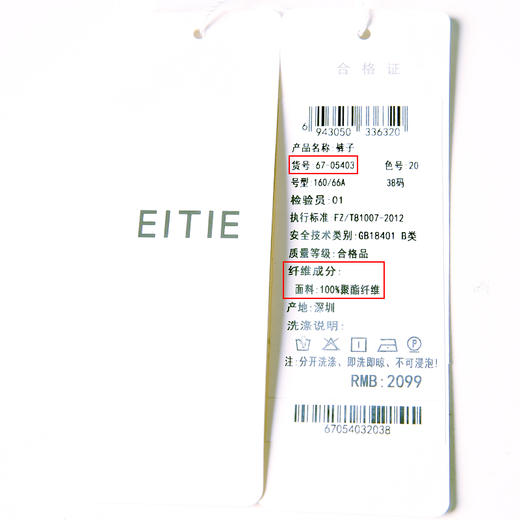 EITIE
合格证
6 943050 336320
产品名称:裤子
货号:67-05403 色号:20
号型:160/66A 38码
检验员:01
执行标准:FZ/T81007-2012
安全技术类别:GB18401 B类
质量等级:合格品
纤维成分:
面料:100%聚酯纤维
产地:深圳
洗涤说明:
注:分开洗涤、即洗即晾、不可浸泡!
RMB:2099
67054032038